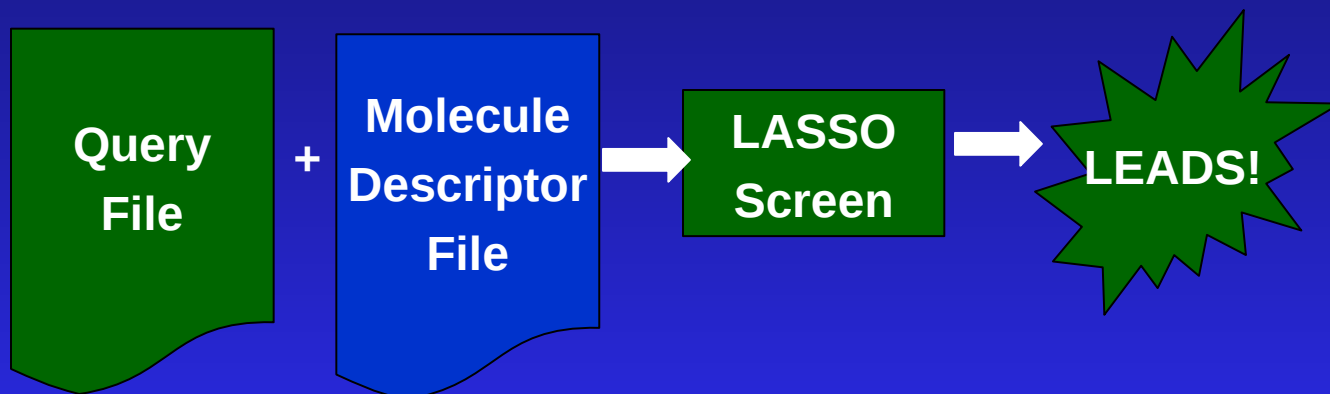 Query
File
+
Molecule
Descriptor
File
LASSO
Screen
LEADS!